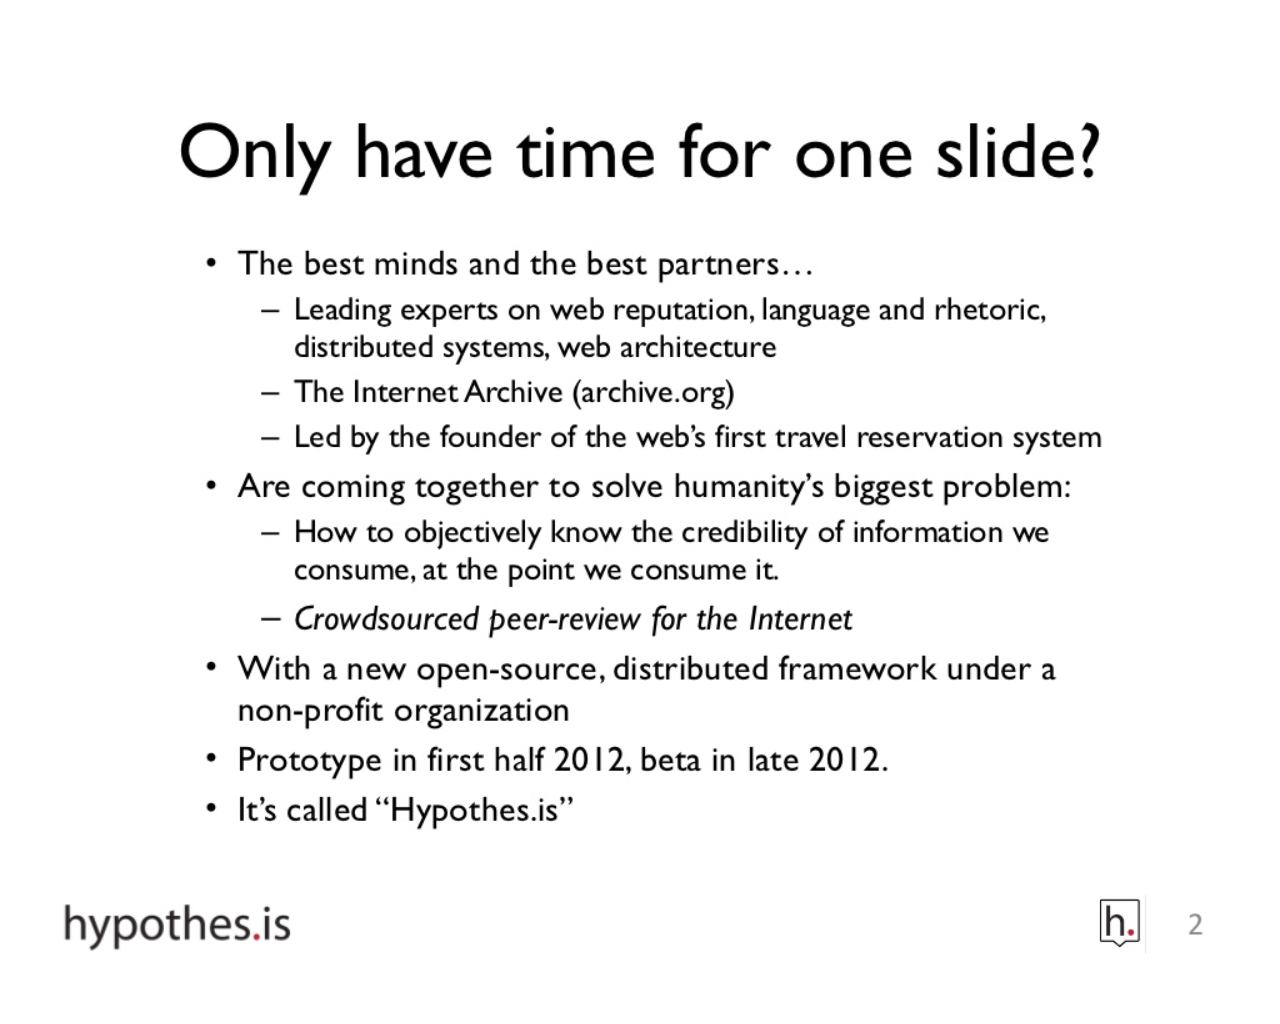 Only have time for one slide?
• The best minds and the best partners…
– Leading experts on web reputation, language and rhetoric,
distributed systems, web architecture
– The Internet Archive (archive.org)
– Led by the founder of the web’s first travel reservation system
• Are coming together to solve humanity’s biggest problem:
– How to objectively know the credibility of information we
consume, at the point we consume it.
– Crowdsourced peer-review for the Internet
• With a new open-source, distributed framework under a
non-profit organization
• Prototype in first half 2012, beta in late 2012.
• It’s called “Hypothes.is”
hypothes.is
h.
2